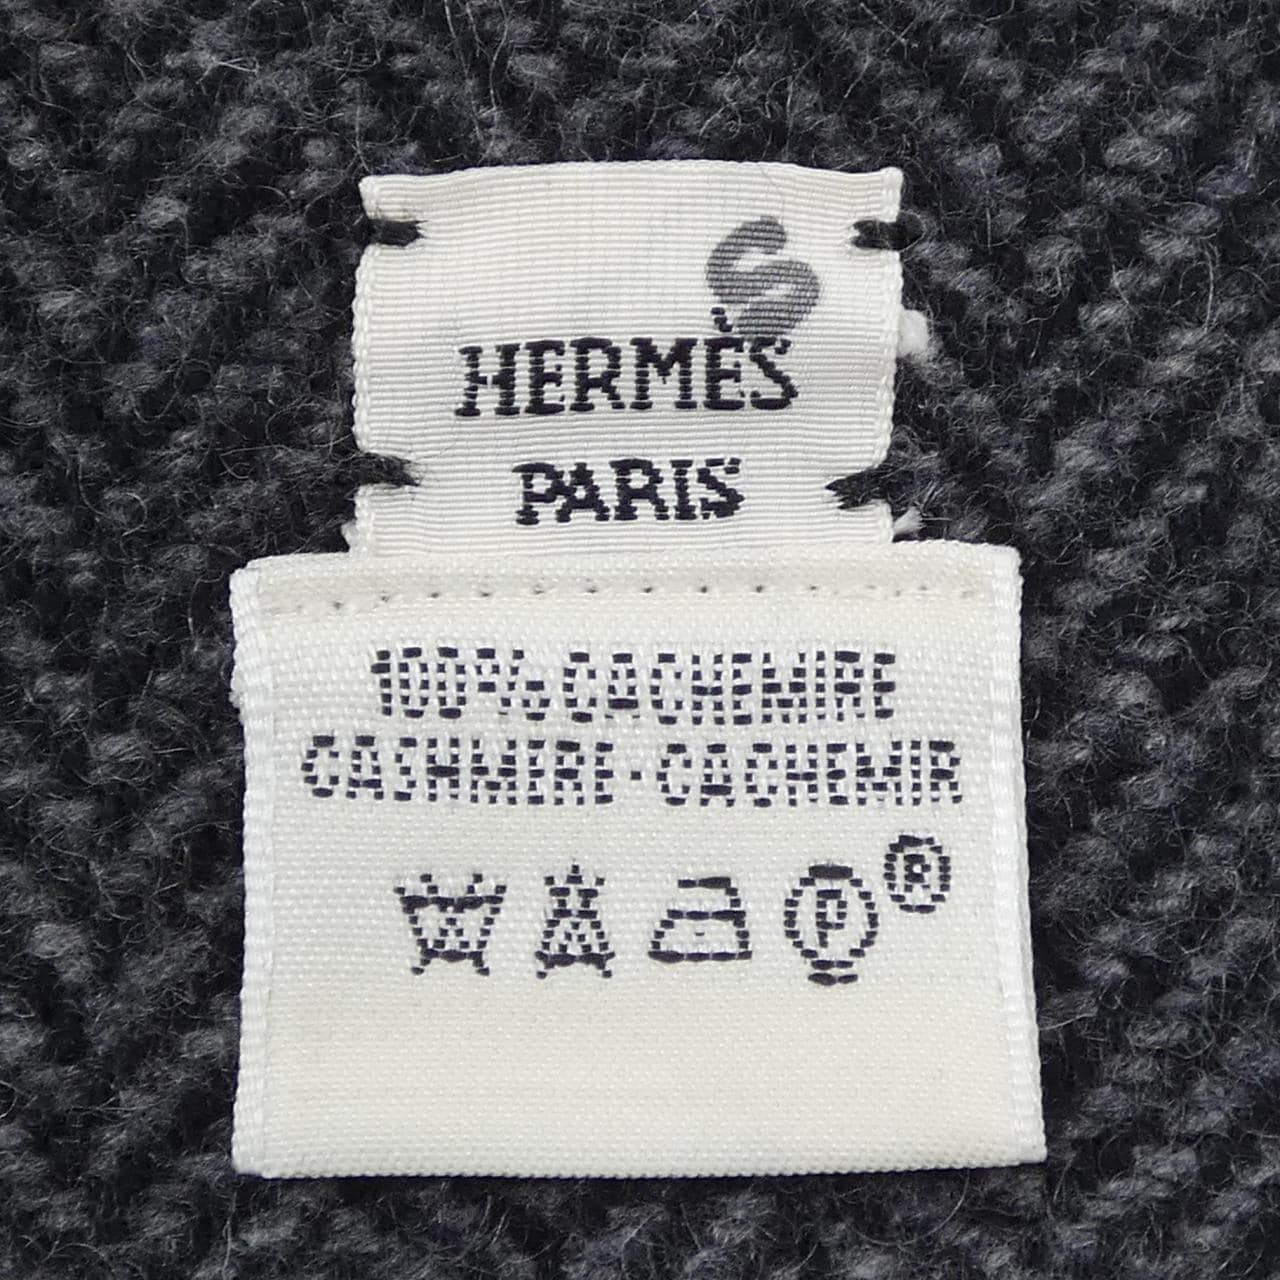 S
HERMÈS
PARIS
100% CACHEMIRE
CASHMERE·CACHEMIR
P ®